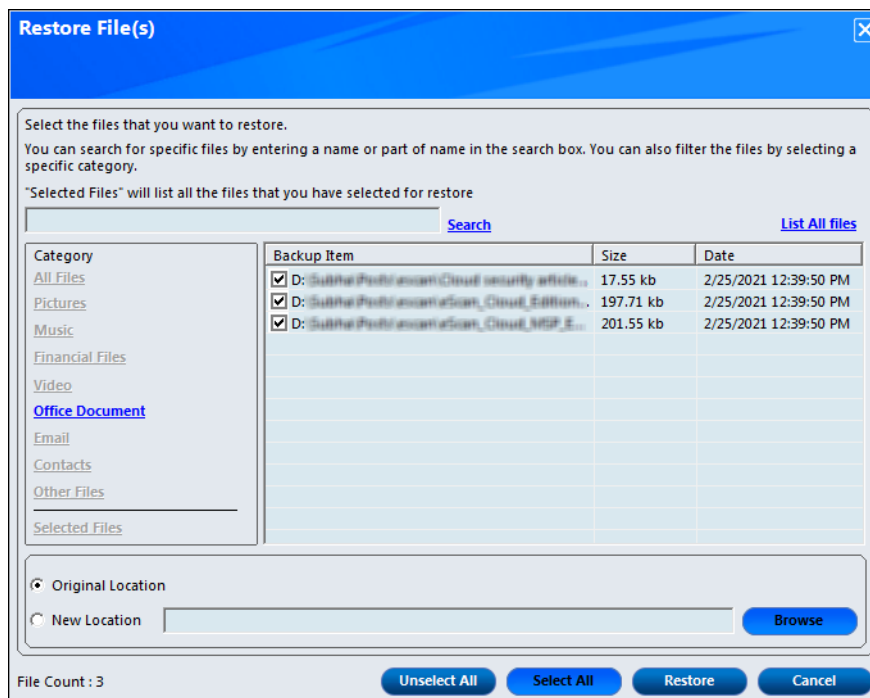 Restore File(s)
Select the files that you want to restore.
You can search for specific files by entering a name or part of name in the search box. You can also filter the files by selecting a
specific category.
"Selected Files" will list all the files that you have selected for restore
Search
List All files
Category
All Files
Pictures
Music
Financial Files
Video
Office Document
Email
Contacts
Other Files
Selected Files
Backup Item Size Date
D: 17.55 kb 2/25/2021 12:39:50 PM
D: 197.71 kb 2/25/2021 12:39:50 PM
D: 201.55 kb 2/25/2021 12:39:50 PM
Original Location
New Location
Browse
File Count : 3
Unselect All
Select All
Restore
Cancel